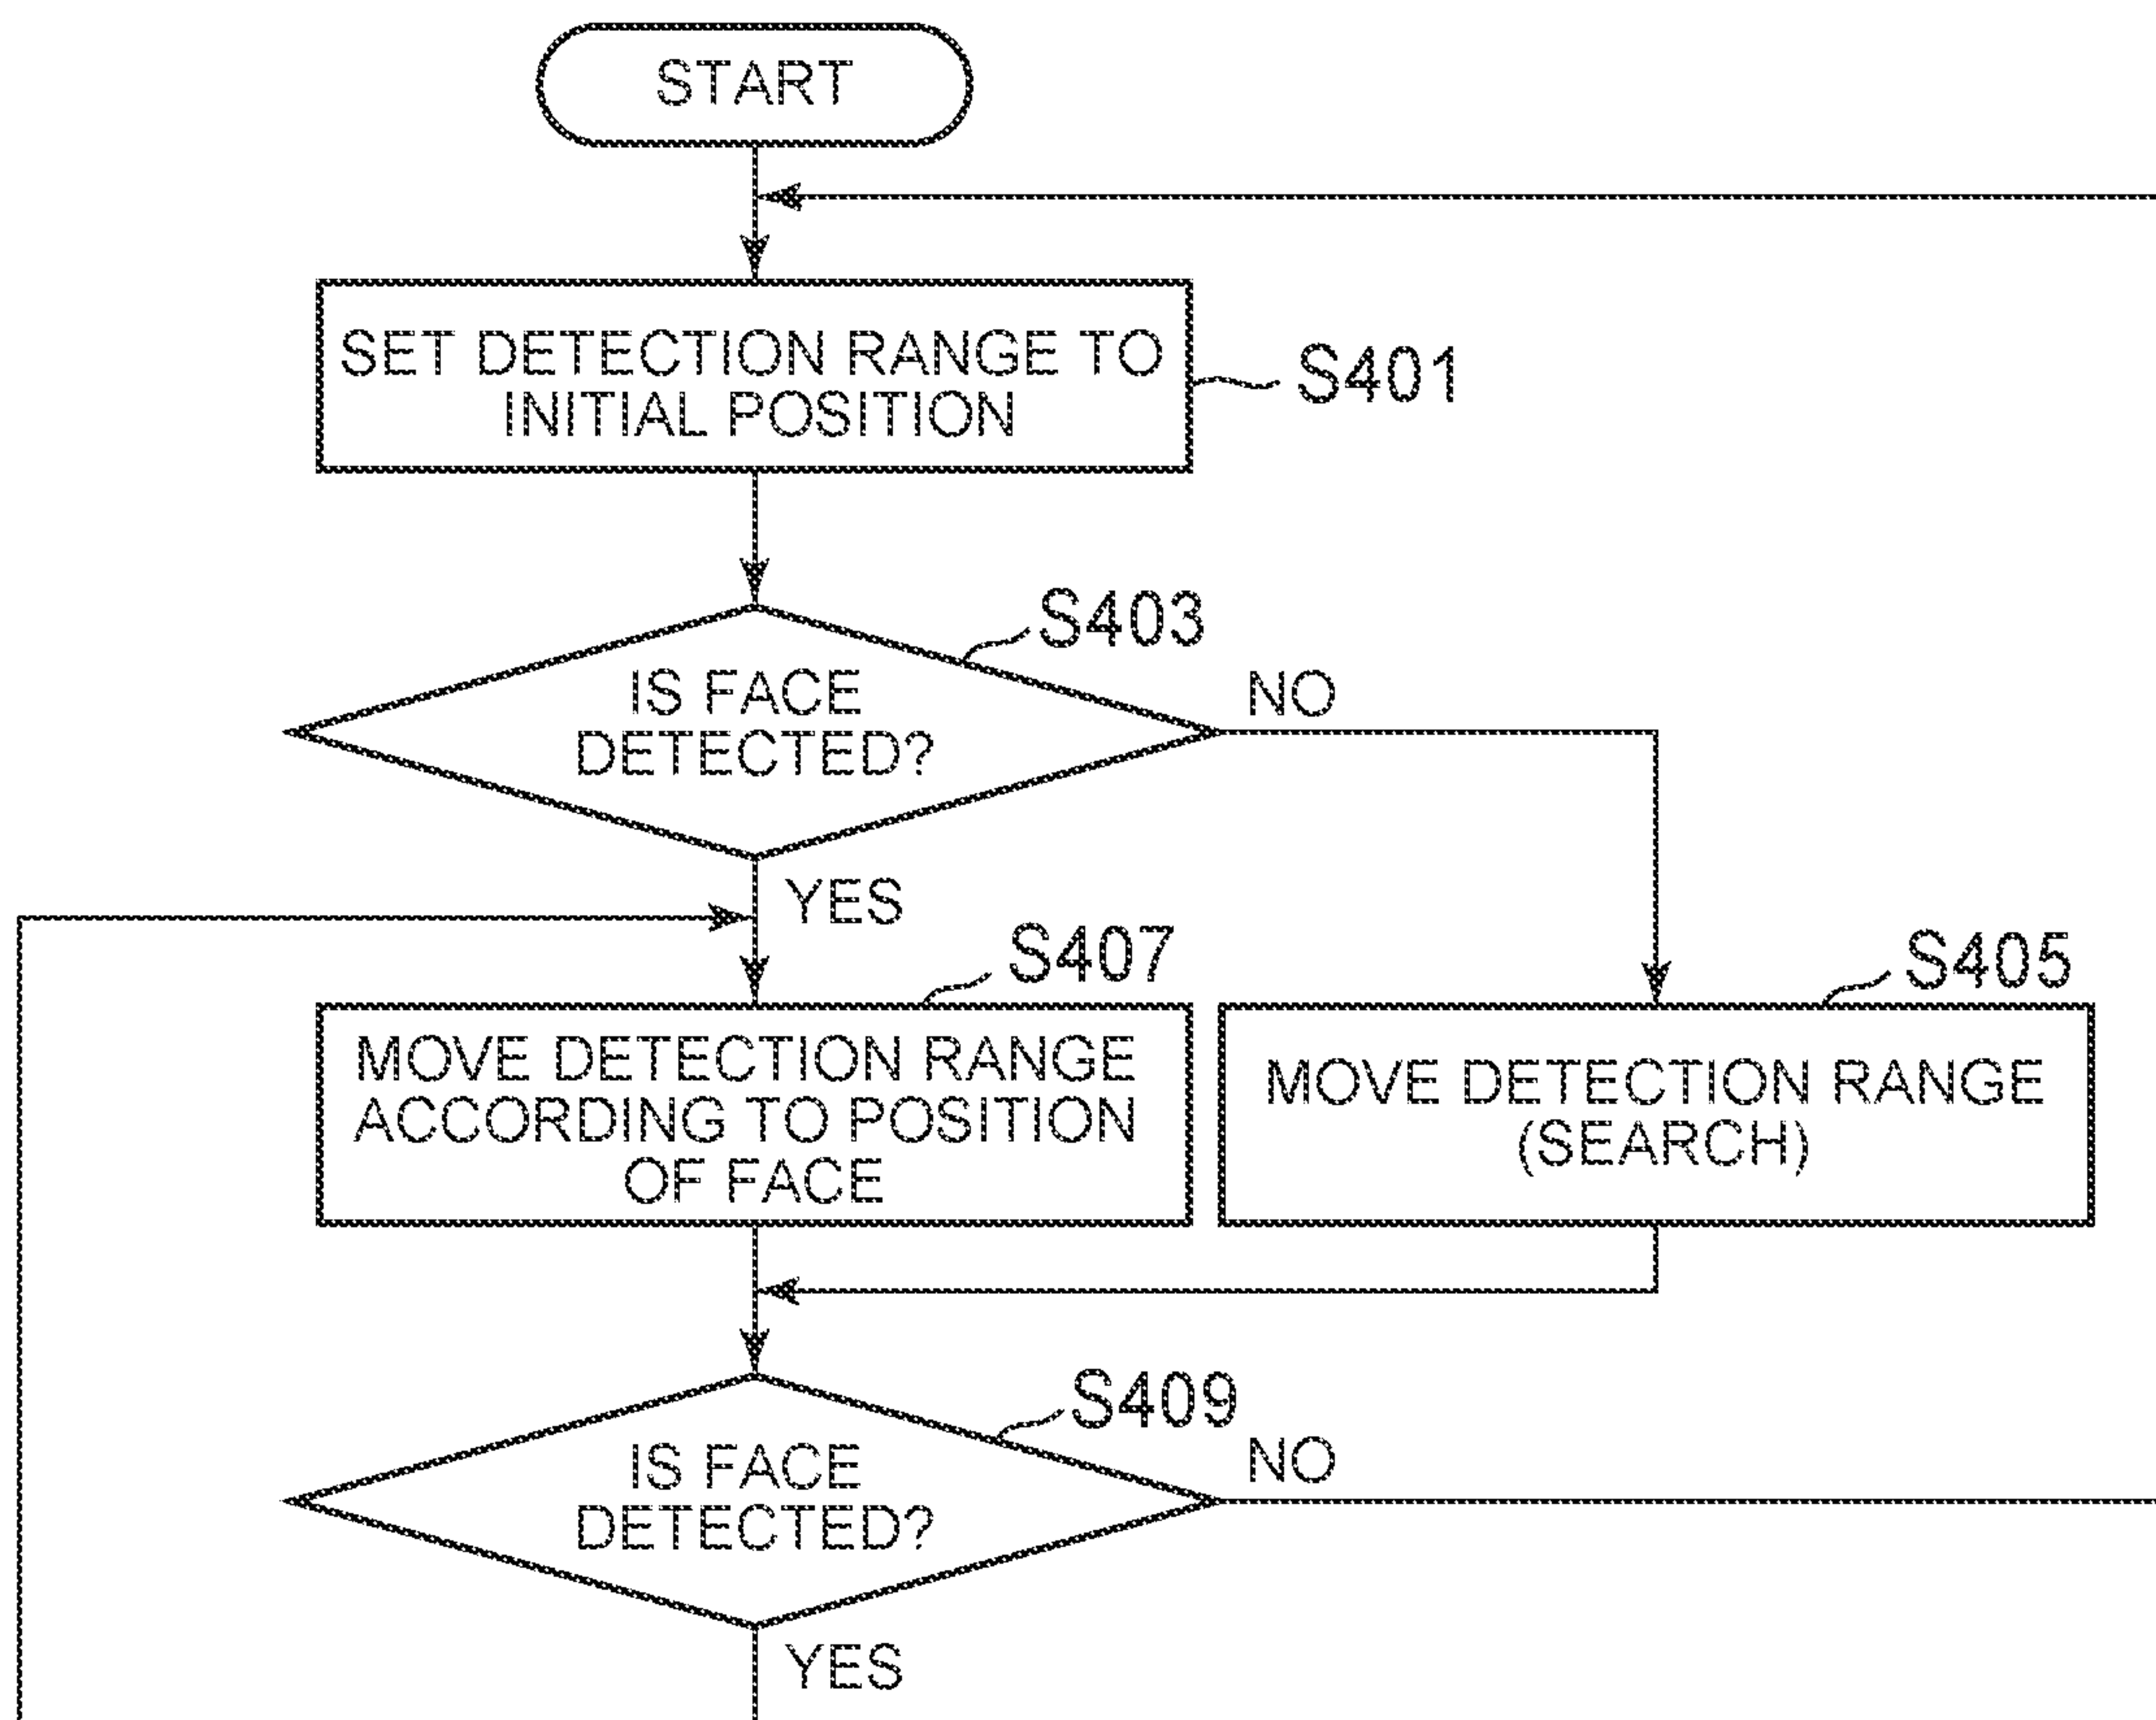 START
SET DETECTION RANGE TO
INITIAL POSITION
S401
S403
IS FACE
DETECTED?
NO
YES
S407
MOVE DETECTION RANGE
ACCORDING TO POSITION
OF FACE
S405
MOVE DETECTION RANGE
(SEARCH)
S409
IS FACE
DETECTED?
NO
YES